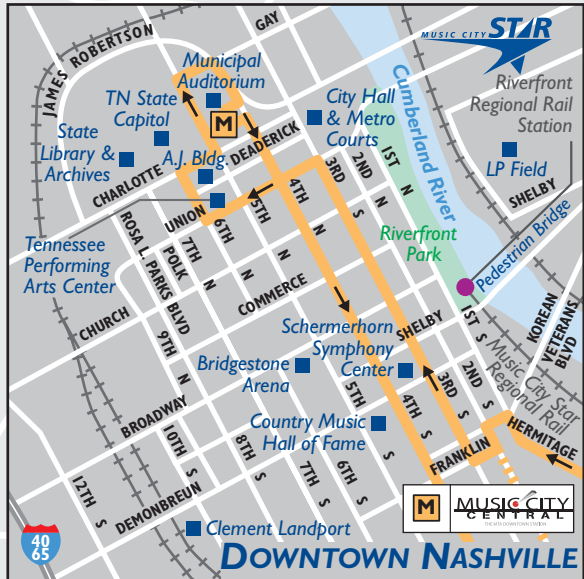 GAY
MUSIC CITY STAR
JAMES ROBERTSON
Municipal
Auditorium
Riverfront
Regional Rail
Station
TN State
Capitol
City Hall
& Metro
Courts
Cumberland River
M
DEADERICK
State
Library &
Archives
A.J. Bldg.
LP Field
1ST N
2ND N
3RD
CHARLOTTE
SHELBY
4TH N
5TH N
6TH N
7TH N
UNION
ROSA L. PARKS BLVD
POLK
Riverfront
Park
Pedestrian Bridge
Tennessee
Performing
Arts Center
S
COMMERCE
CHURCH
9TH N
Schermerhorn
Symphony
Center
SHELBY
1ST S
KOREAN
VETERANS
BLVD
Music City Star
Regional Rail
Bridgestone
Arena
5TH S
4TH S
3RD S
2ND S
BROADWAY
Country Music
Hall of Fame
HERMITAGE
FRANKLIN
10TH S
8TH S
7TH S
6TH S
12TH S
DEMONBREUN
M
MUSIC CITY
CENTRAL
THE MTA DOWNTOWN STATION
Clement Landport
40
65
DOWNTOWN NASHVILLE